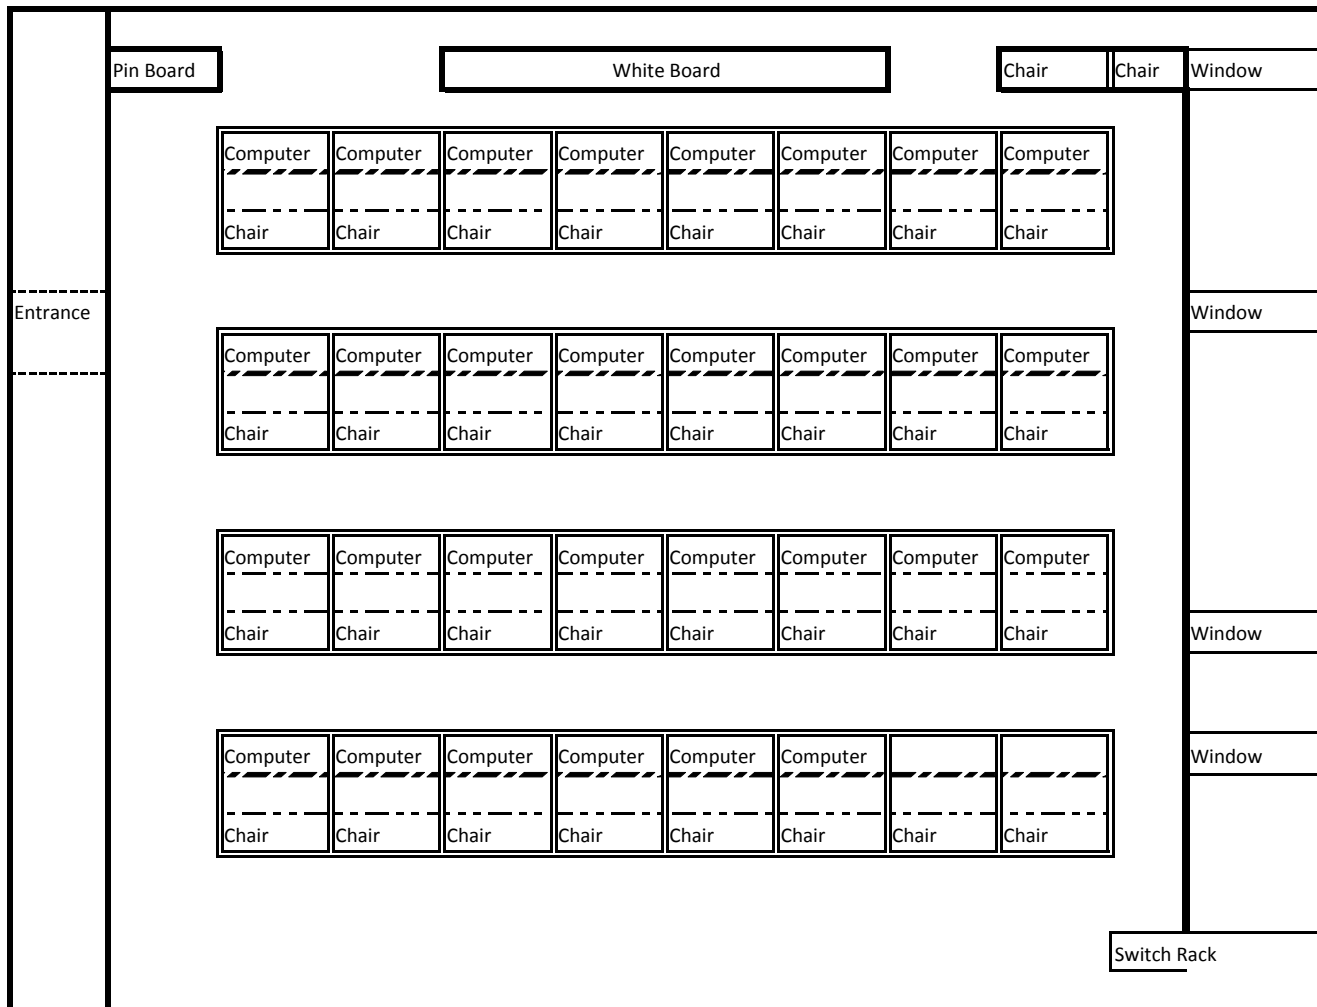 Pin Board White Board Chair Chair Window
Computer Computer Computer Computer Computer Computer Computer Computer
Chair Chair Chair Chair Chair Chair Chair Chair
Entrance Window
Computer Computer Computer Computer Computer Computer Computer Computer
Chair Chair Chair Chair Chair Chair Chair Chair
Computer Computer Computer Computer Computer Computer Computer Computer
Chair Chair Chair Chair Chair Chair Chair Chair Window
Computer Computer Computer Computer Computer Computer Window
Chair Chair Chair Chair Chair Chair Chair Chair
Switch Rack